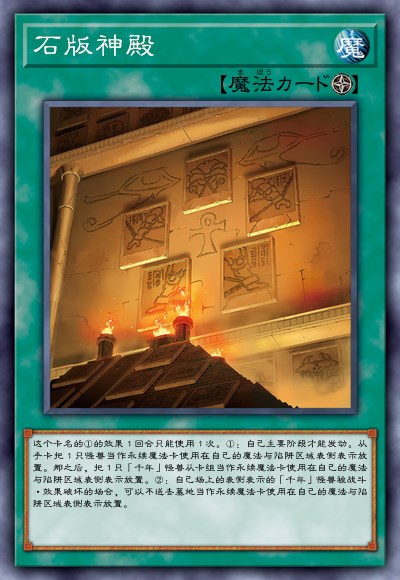 石版神殿
魔
【魔法カード】
まほう
这个卡名的①的效果1回合只能使用1次。①:自己主要阶段才能发动。从
手卡把1只怪兽当作永续魔法卡使用在自己的魔法与陷阱区域表侧表示放
置。那之后,把1只「千年」怪兽从卡组当作永续魔法卡使用在自己的魔法
与陷阱区域表侧表示放置。②:自己场上的表侧表示的「千年」怪兽被战斗
·效果破坏的场合,可以不送去墓地当作永续魔法卡使用在自己的魔法与陷
阱区域表侧表示放置。